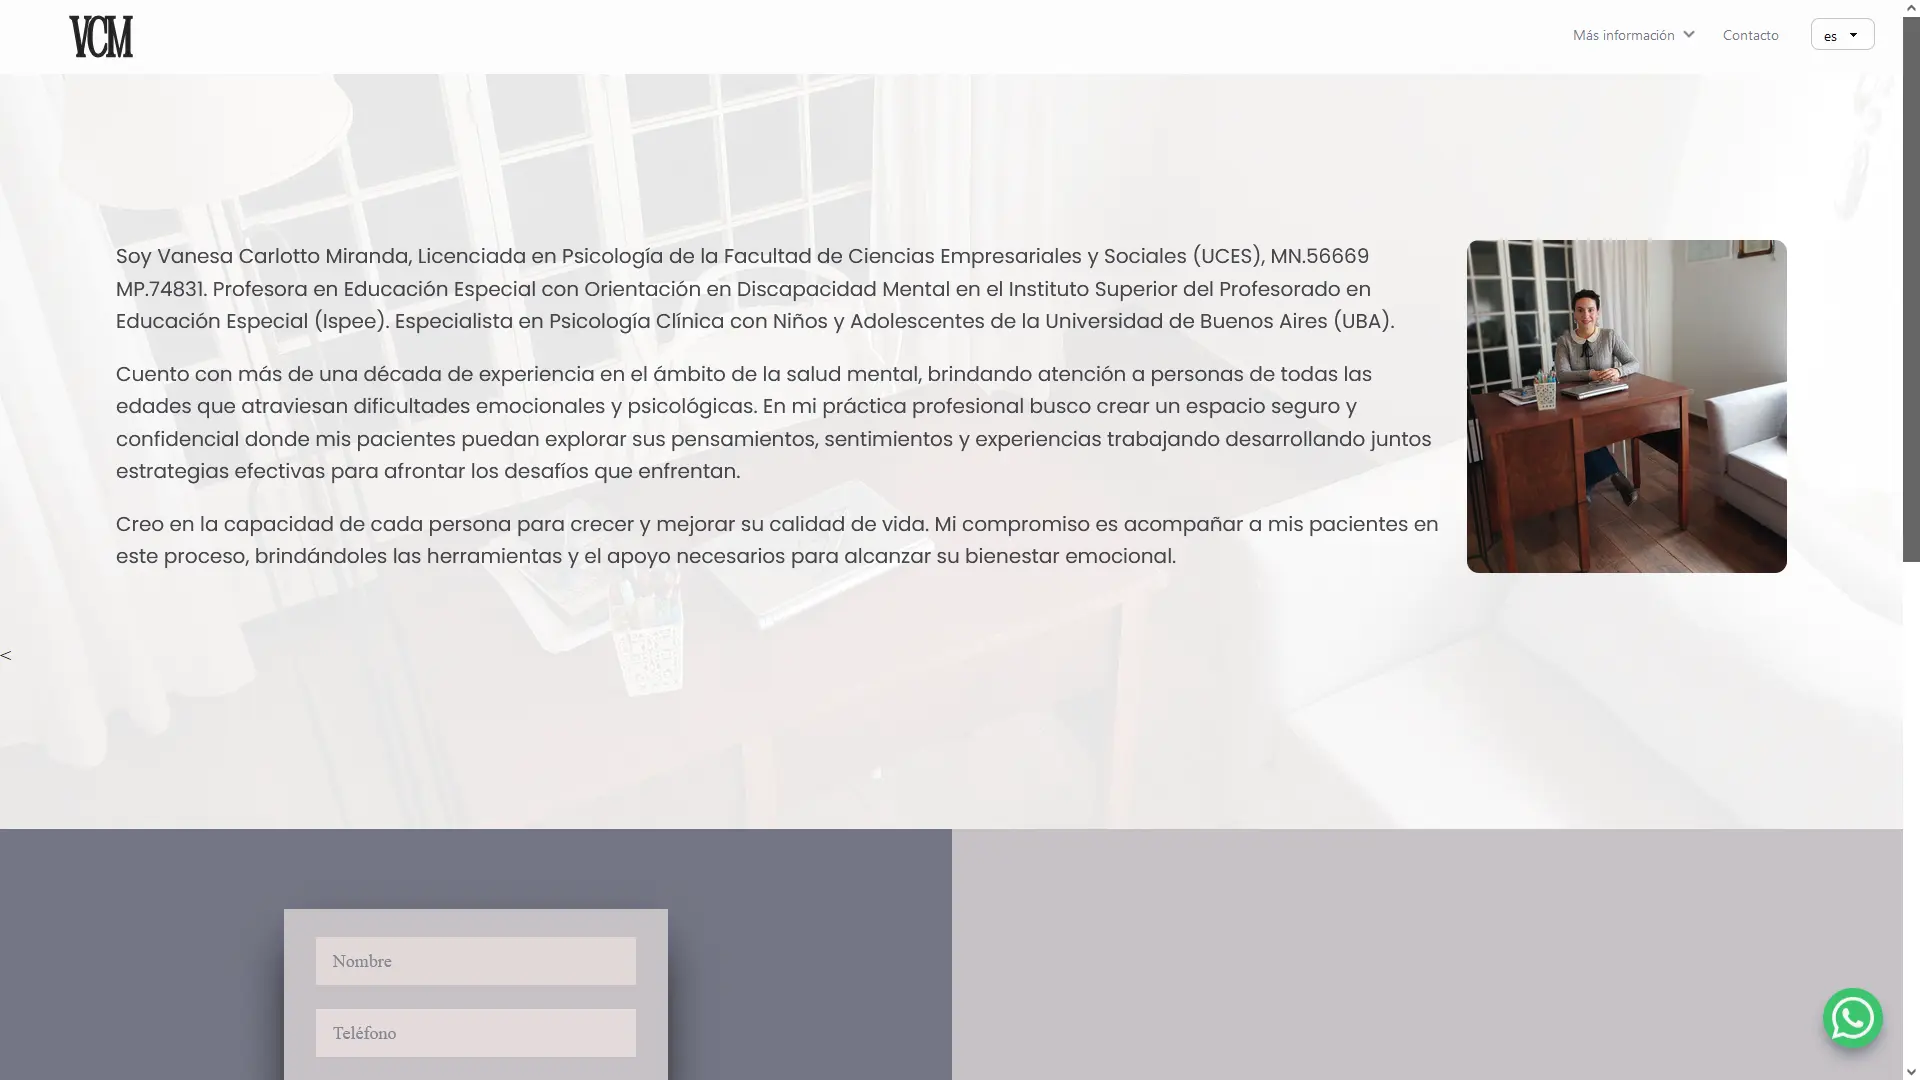 VCM
Más información
Contacto
es
Soy Vanesa Carlotto Miranda, Licenciada en Psicología de la Facultad de Ciencias Empresariales y Sociales (UCES), MN.56669
MP.74831. Profesora en Educación Especial con Orientación en Discapacidad Mental en el Instituto Superior del Profesorado en
Educación Especial (Ispee). Especialista en Psicología Clínica con Niños y Adolescentes de la Universidad de Buenos Aires (UBA).
Cuento con más de una década de experiencia en el ámbito de la salud mental, brindando atención a personas de todas las
edades que atraviesan dificultades emocionales y psicológicas. En mi práctica profesional busco crear un espacio seguro y
confidencial donde mis pacientes puedan explorar sus pensamientos, sentimientos y experiencias trabajando desarrollando juntos
estrategias efectivas para afrontar los desafíos que enfrentan.
Creo en la capacidad de cada persona para crecer y mejorar su calidad de vida. Mi compromiso es acompañar a mis pacientes en
este proceso, brindándoles las herramientas y el apoyo necesarios para alcanzar su bienestar emocional.
<
Nombre
Teléfono